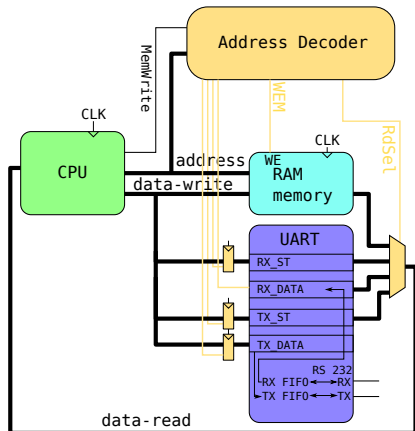 Address Decoder
MemWrite
WEM
RdSel
CLK
CLK
CPU
address
data-write
WE
RAM
memory
UART
RX_ST
RX_DATA
TX_ST
TX_DATA
RS 232
RX FIFO RX
TX FIFO TX
data-read